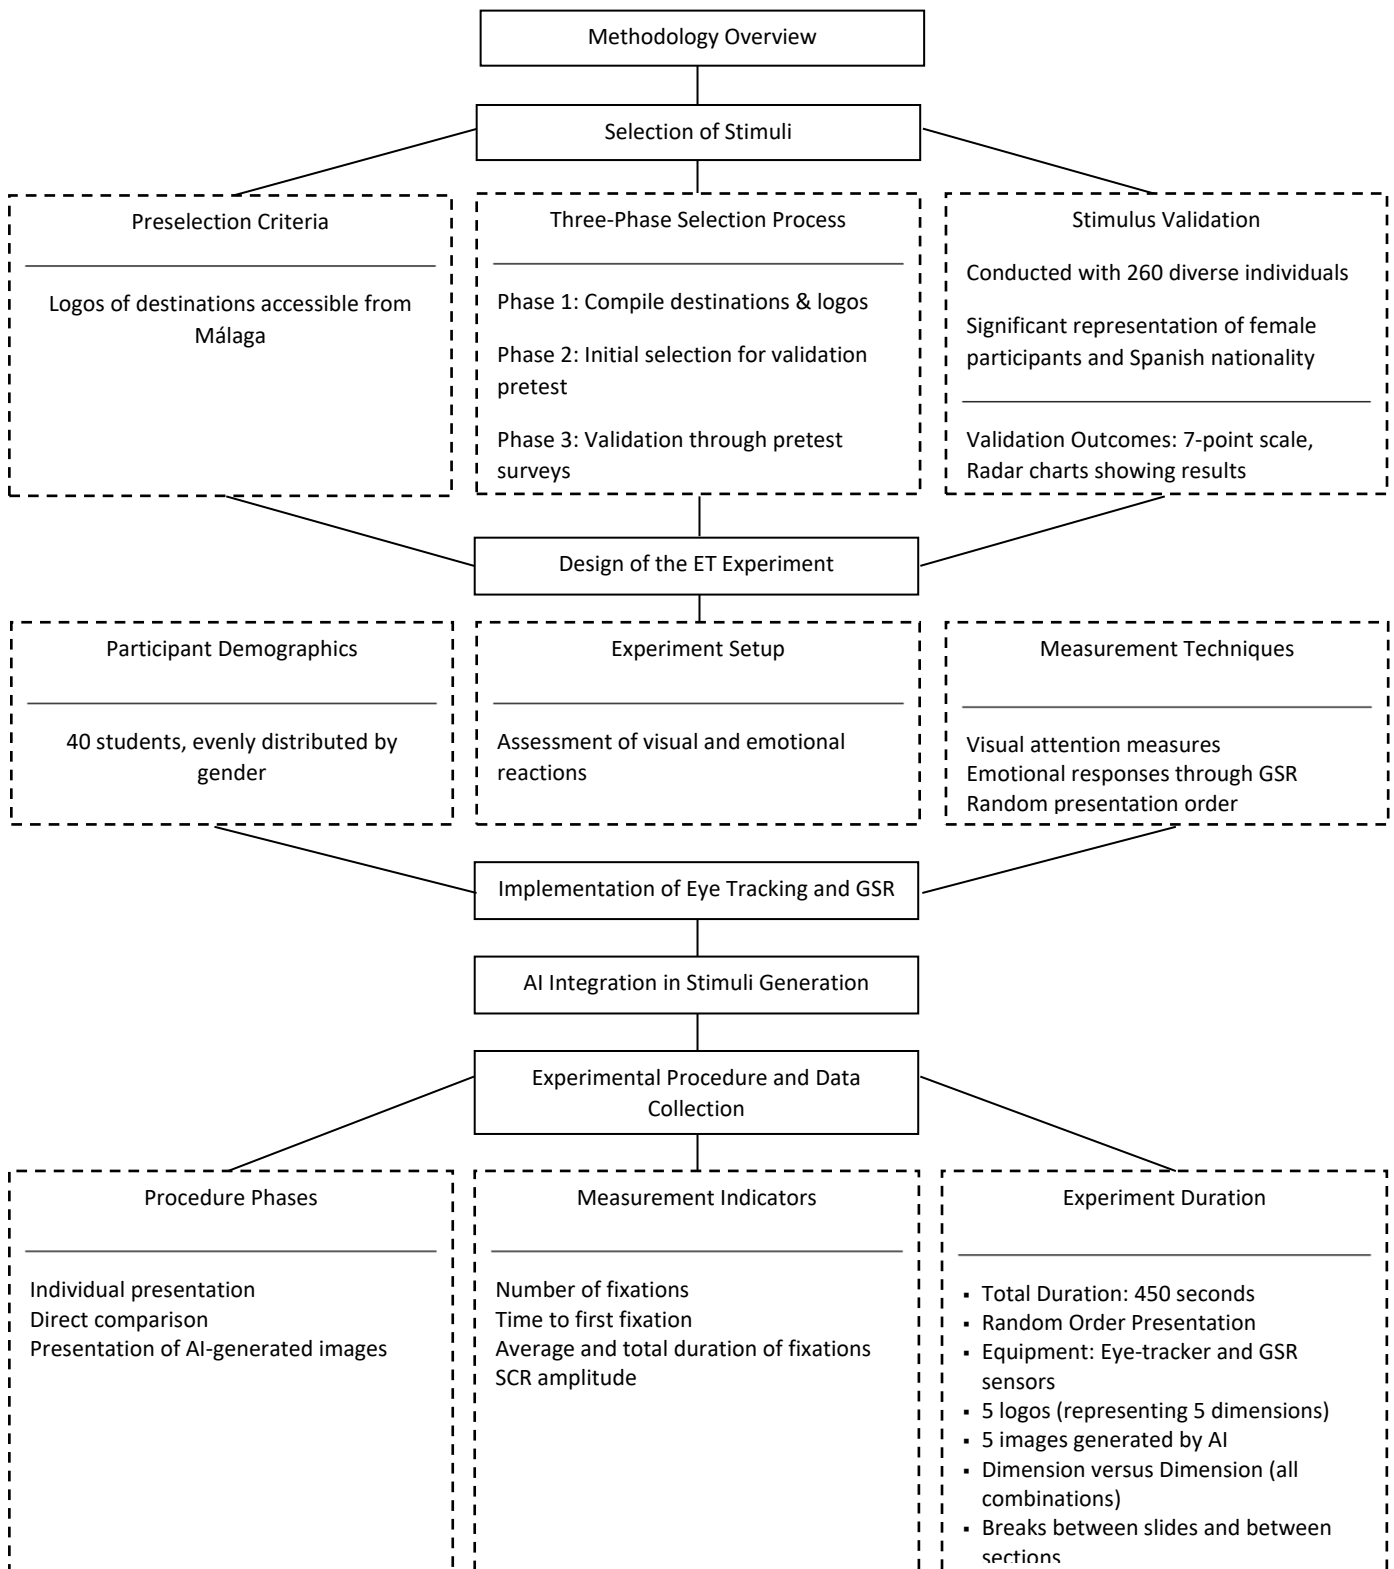 Methodology Overview
Selection of Stimuli
Preselection Criteria
Logos of destinations accessible from
Málaga
Three-Phase Selection Process
Phase 1: Compile destinations & logos
Phase 2: Initial selection for validation
pretest
Phase 3: Validation through pretest
surveys
Stimulus Validation
Conducted with 260 diverse individuals
Significant representation of female
participants and Spanish nationality
Validation Outcomes: 7-point scale,
Radar charts showing results
Design of the ET Experiment
Participant Demographics
40 students, evenly distributed by
gender
Experiment Setup
Assessment of visual and emotional
reactions
Measurement Techniques
Visual attention measures
Emotional responses through GSR
Random presentation order
Implementation of Eye Tracking and GSR
AI Integration in Stimuli Generation
Experimental Procedure and Data
Collection
Procedure Phases
Individual presentation
Direct comparison
Presentation of AI-generated images
Measurement Indicators
Number of fixations
Time to first fixation
Average and total duration of fixations
SCR amplitude
Experiment Duration
▪ Total Duration: 450 seconds
▪ Random Order Presentation
▪ Equipment: Eye-tracker and GSR
sensors
▪ 5 logos (representing 5 dimensions)
▪ 5 images generated by AI
▪ Dimension versus Dimension (all
combinations)
▪ Breaks between slides and between
sections